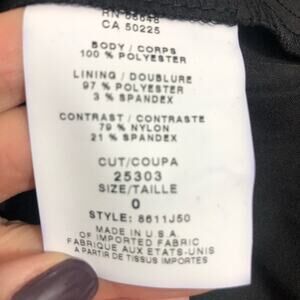 CA 50225
BODY / CORPS
100 % POLYESTER
LINING / DOUBLURE
97 % POLYESTER
3 % SPANDEX
CONTRAST / CONTRASTE
79 % NYLON
21 % SPANDEX
CUT/COUPA
25303
SIZE/TAILLE
0
STYLE: 8611J50
MADE IN U.S.A.
OF IMPORTED FABRIC
FABRIQUE AUX ETATS-UNIS
A PARTIR DE TISSUS IMPORTES